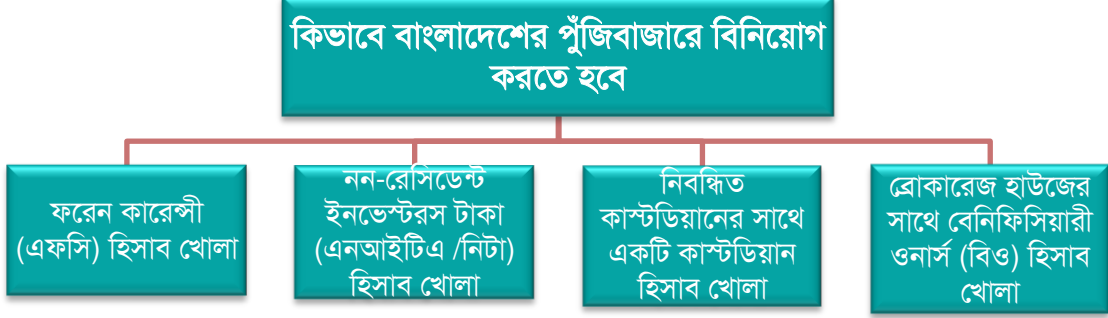 কিভাবে বাংলাদেশের পুঁজিবাজারে বিনিয়োগ
করতে হবে
ফরেন কারেন্সী
(এফসি) হিসাব খোলা
নন-রেসিডেন্ট
ইনভেস্টরস টাকা
(এনআইটিএ /নিটা)
হিসাব খোলা
নিবন্ধিত
কাস্টডিয়ানের সাথে
একটি কাস্টডিয়ান
হিসাব খোলা
ব্রোকারেজ হাউজের
সাথে বেনিফিসিয়ারী
ওনার্স (বিও) হিসাব
খোলা